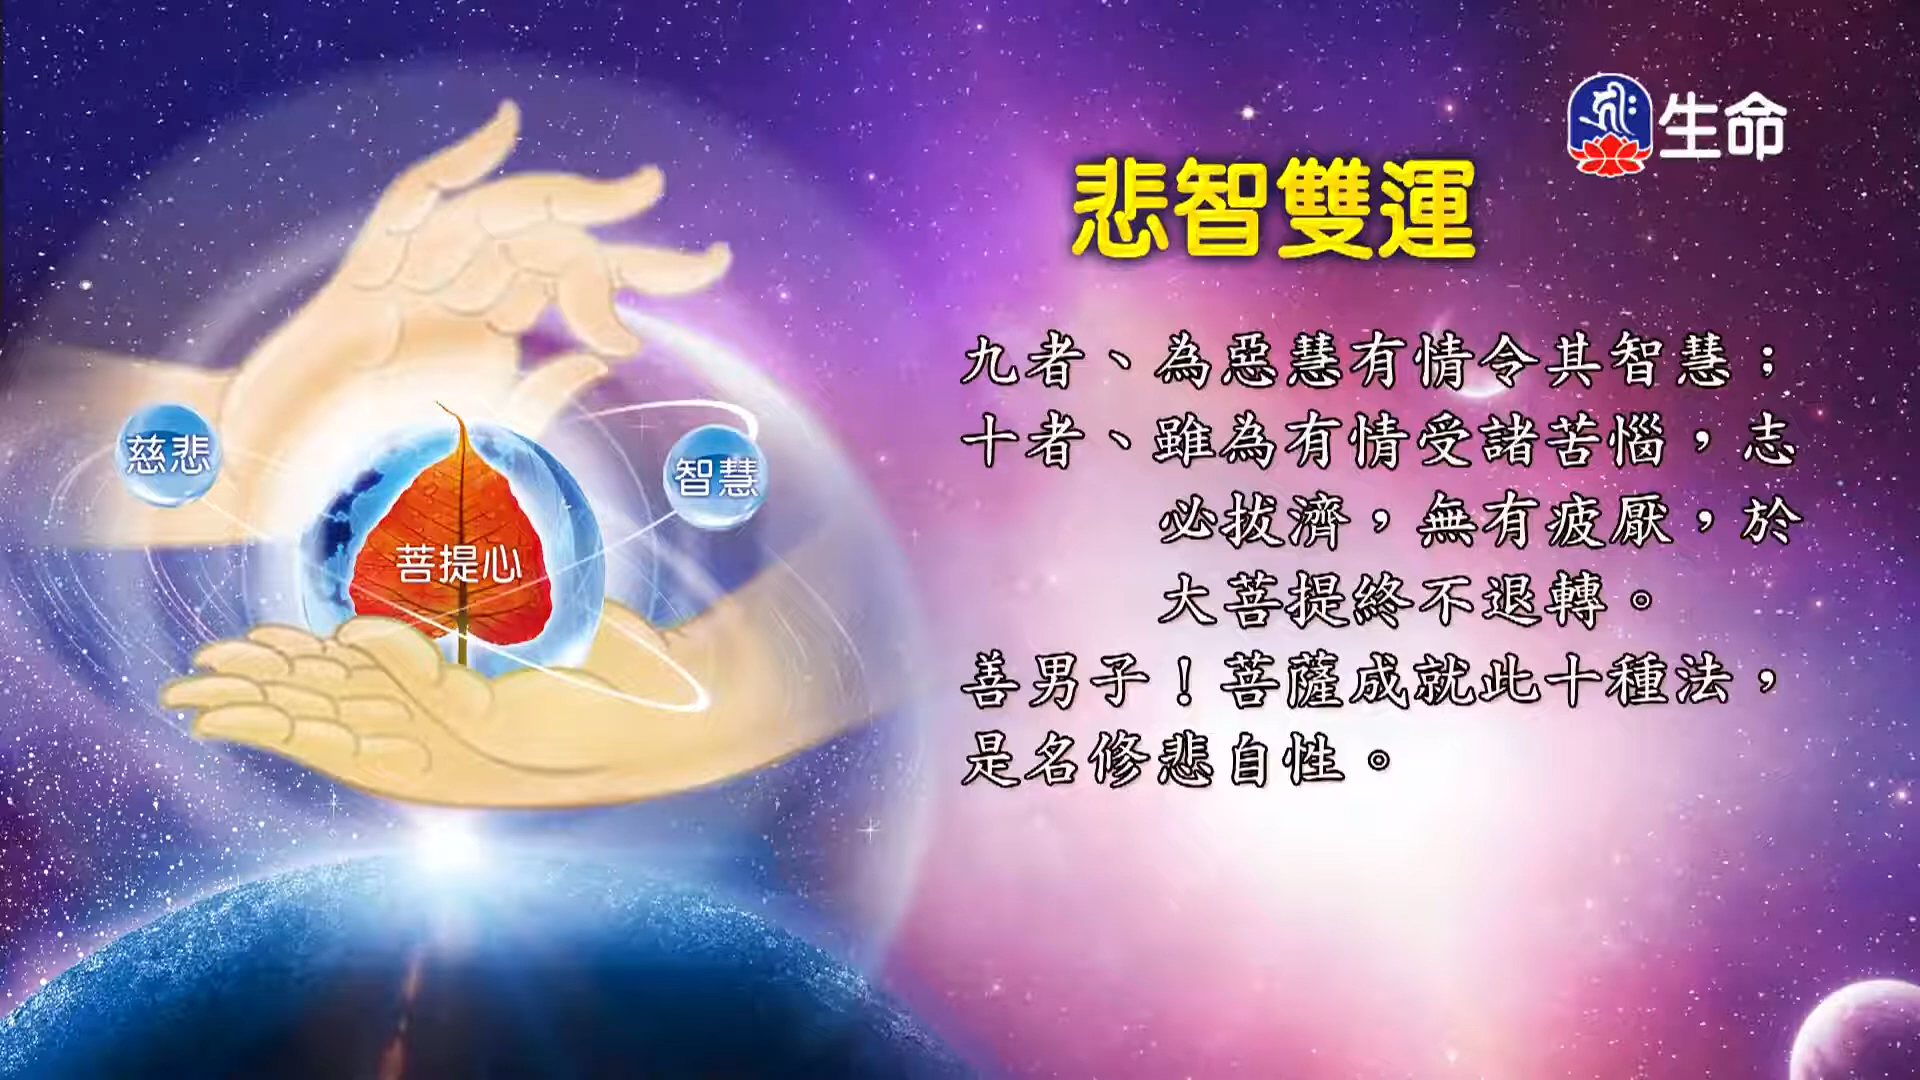 生命
悲智雙運
九者、為惡慧有情令其智慧；
十者、雖為有情受諸苦惱，志
必拔濟，無有疲厭，於
大菩提終不退轉。
善男子！菩薩成就此十種法，
是名修悲自性。
慈悲
智慧
菩提心